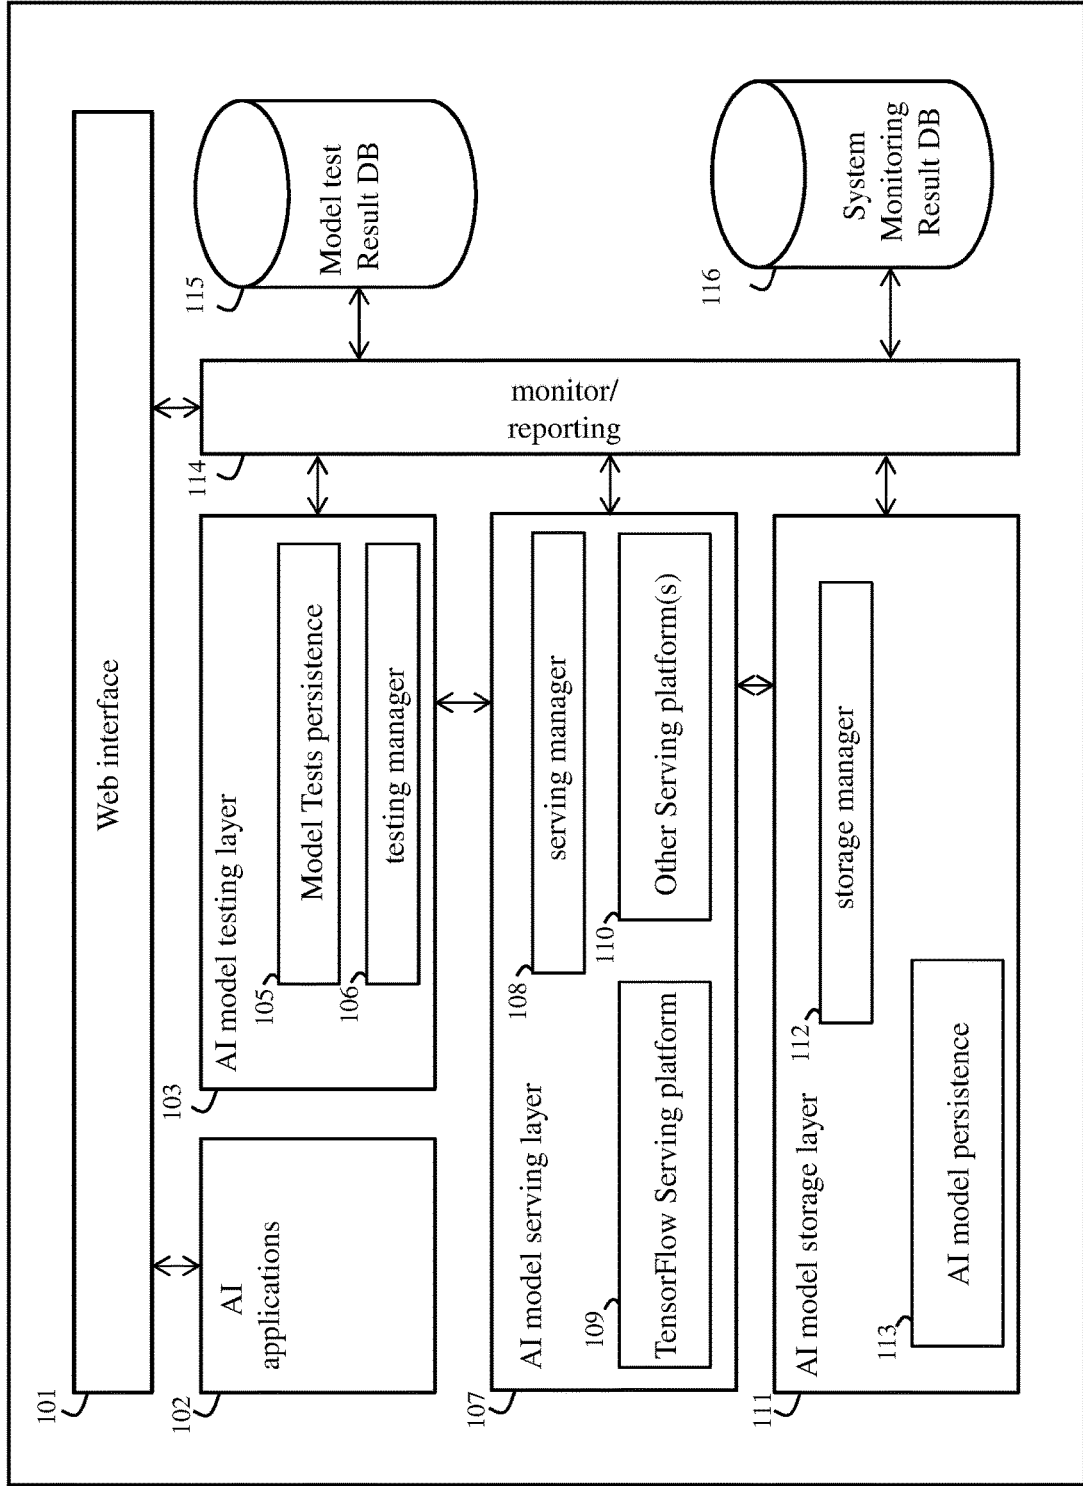 101
Web interface
102
AI
applications
103
AI model testing layer
105
Model Tests persistence
106
testing manager
107
AI model serving layer
108
serving manager
109
TensorFlow Serving platform
110
Other Serving platform(s)
111
AI model storage layer
112
storage manager
113
AI model persistence
114
monitor/
reporting
115
Model test
Result DB
116
System
Monitoring
Result DB